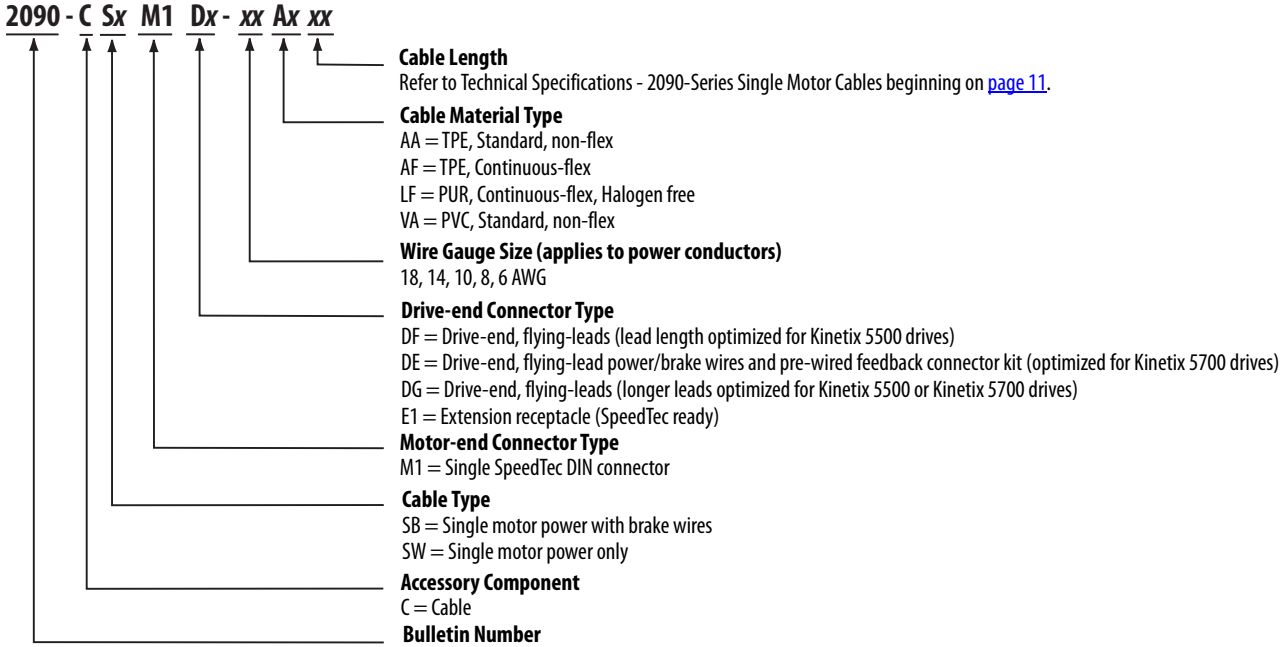 2090 - C Sx M1 Dx - xx Ax xx
Cable Length
Refer to Technical Specifications - 2090-Series Single Motor Cables beginning on page 11.
Cable Material Type
AA = TPE, Standard, non-flex
AF = TPE, Continuous-flex
LF = PUR, Continuous-flex, Halogen free
VA = PVC, Standard, non-flex
Wire Gauge Size (applies to power conductors)
18, 14, 10, 8, 6 AWG
Drive-end Connector Type
DF = Drive-end, flying-leads (lead length optimized for Kinetix 5500 drives)
DE = Drive-end, flying-lead power/brake wires and pre-wired feedback connector kit (optimized for Kinetix 5700 drives)
DG = Drive-end, flying-leads (longer leads optimized for Kinetix 5500 or Kinetix 5700 drives)
E1 = Extension receptacle (SpeedTec ready)
Motor-end Connector Type
M1 = Single SpeedTec DIN connector
Cable Type
SB = Single motor power with brake wires
SW = Single motor power only
Accessory Component
C = Cable
Bulletin Number